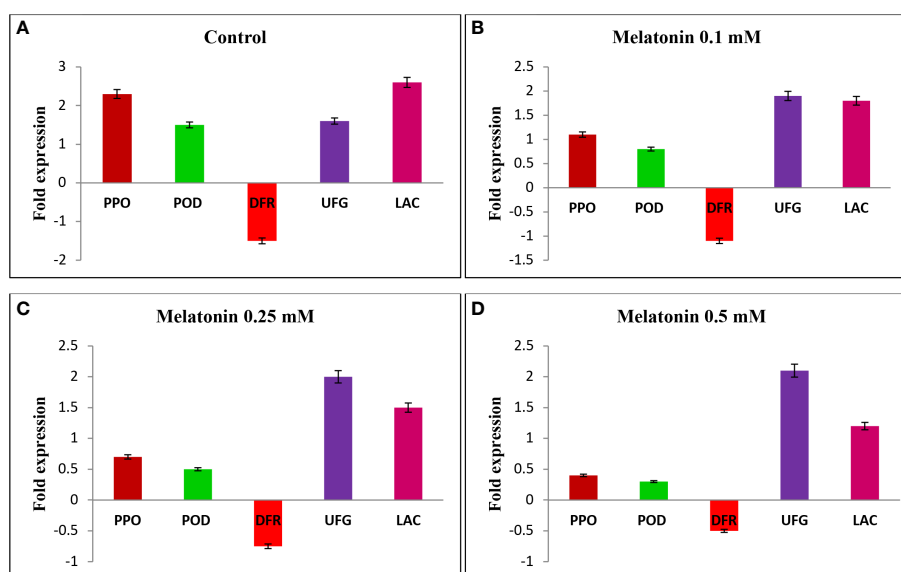 A
Control
Fold expression
3
2
1
0
-1
-2
PPO POD DFR UFG LAC
B
Melatonin 0.1 mM
Fold expression
2.5
2
1.5
1
0.5
0
-0.5
-1
-1.5
PPO POD DFR UFG LAC
C
Melatonin 0.25 mM
Fold expression
2.5
2
1.5
1
0.5
0
-0.5
-1
PPO POD DFR UFG LAC
D
Melatonin 0.5 mM
Fold expression
2.5
2
1.5
1
0.5
0
-0.5
-1
PPO POD DFR UFG LAC